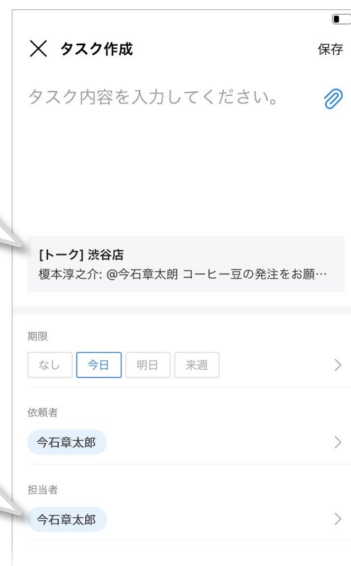 タスク作成
保存
タスク内容を入力してください。
[トーク] 渋谷店
榎本淳之介: @今石章太朗 コーヒー豆の発注をお願…
期限
なし 今日 明日 来週
依頼者
今石章太郎
担当者
今石章太郎